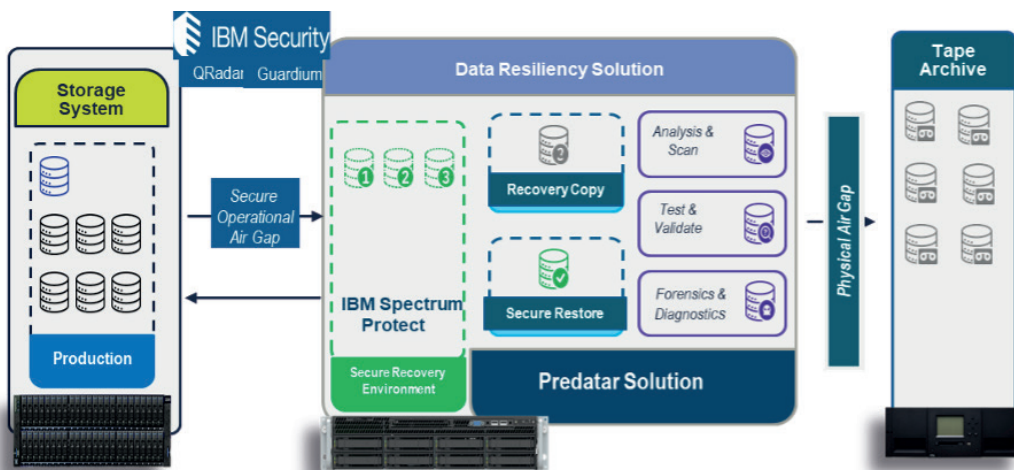 IBM Security
QRadar
Guardium
Storage
System
Production
Secure
Operational
Air Gap
Data Resiliency Solution
1
2
3
IBM Spectrum
Protect
Secure Recovery
Environment
2
Recovery Copy
Secure Restore
Analysis &
Scan
Test &
Validate
Forensics &
Diagnostics
Predatar Solution
Physical Air Gap
Tape
Archive